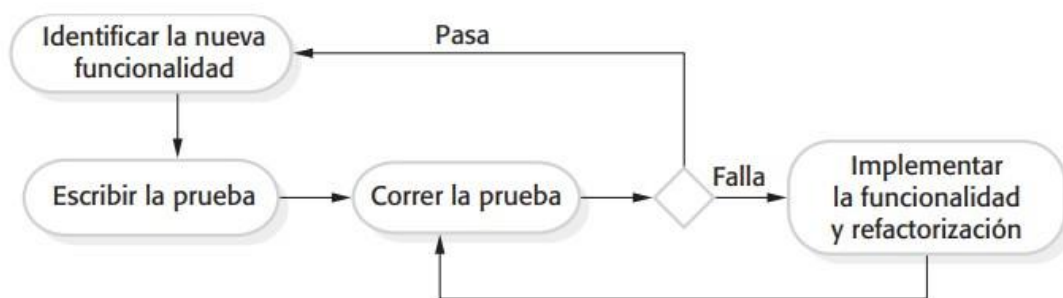 Identificar la nueva
funcionalidad
Pasa
Escribir la prueba
Correr la prueba
Falla
Implementar
la funcionalidad
y refactorización